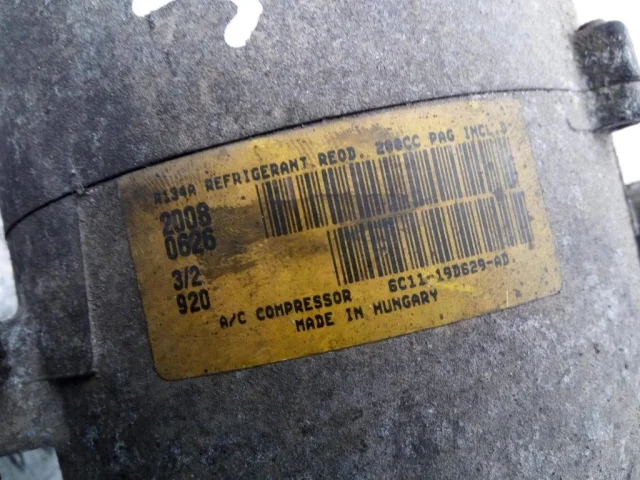 R134A REFRIGERANT REQD. 200CC PAG INCL.D
2008
0626
3/2
920
6C11-19D629-AD
A/C COMPRESSOR
MADE IN HUNGARY